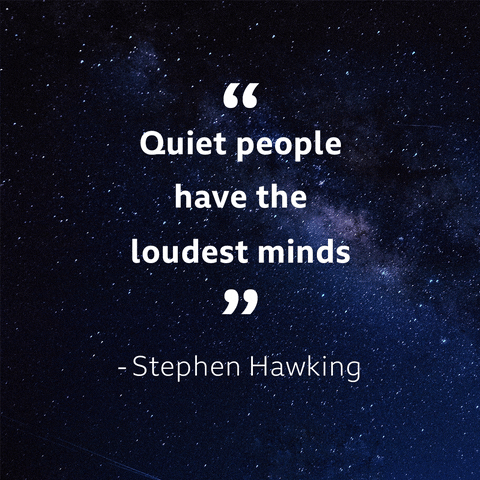 “
Quiet people
have the
loudest minds
”
- Stephen Hawking